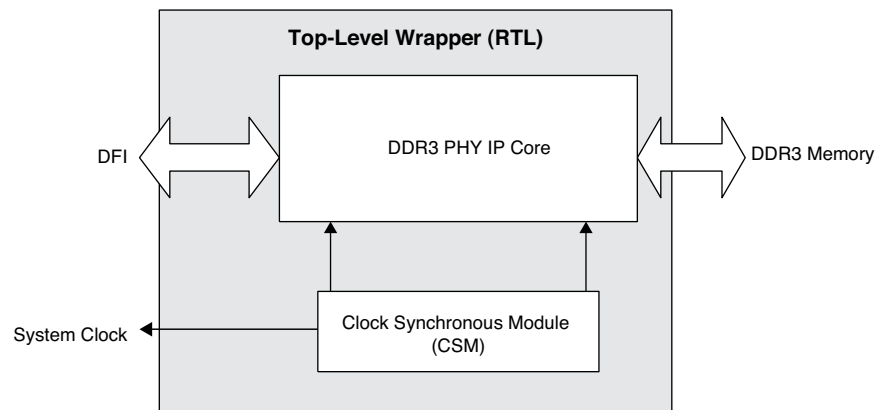 Top-Level Wrapper (RTL)
DDR3 PHY IP Core
DFI
DDR3 Memory
Clock Synchronous Module
(CSM)
System Clock